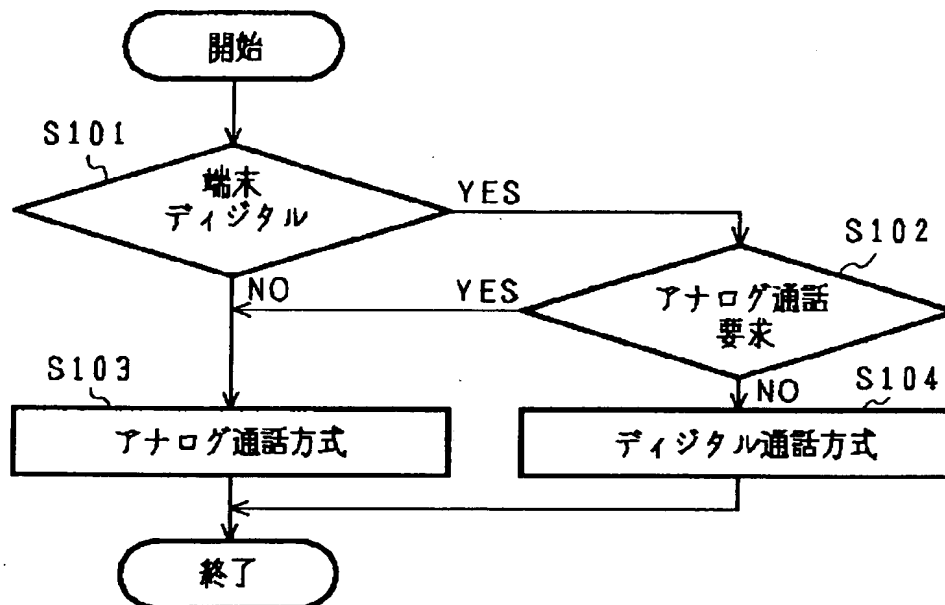 開始
S101
端末
ディジタル
YES
S102
NO
YES
アナログ通話
要求
S103
アナログ通話方式
NO
S104
ディジタル通話方式
終了